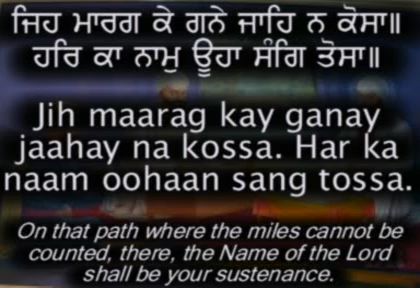 ਜਿਹ ਮਾਰਗ ਕੇ ਗਨੇ ਜਾਹਿ ਨ ਕੋਸਾ॥
ਹਰਿ ਕਾ ਨਾਮੁ ਊਹਾ ਸੰਗਿ ਤੋਸਾ॥
Jih maarag kay ganay
jaahay na kossa. Har ka
naam oohaan sang tossa.
On that path where the miles cannot be
counted, there, the Name of the Lord
shall be your sustenance.